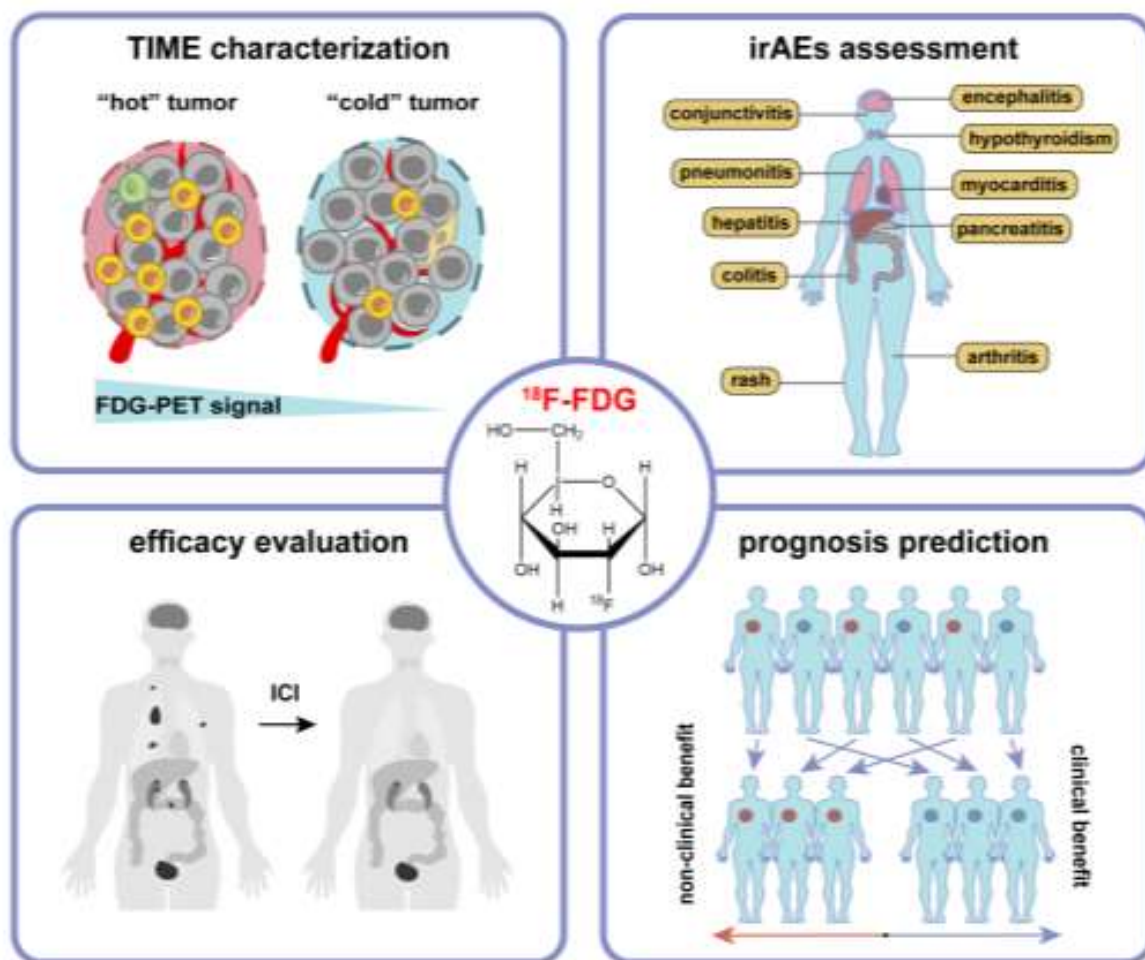 TIME characterization
“hot” tumor
“cold” tumor
FDG-PET signal
irAEs assessment
conjunctivitis
encephalitis
hypothyroidism
pneumonitis
myocarditis
hepatitis
pancreatitis
colitis
arthritis
rash
¹⁸F-FDG
HO
CH₂
H
O
H
H
OH
H
OH
OH
H
¹⁸F
efficacy evaluation
ICI
prognosis prediction
non-clinical benefit
clinical benefit